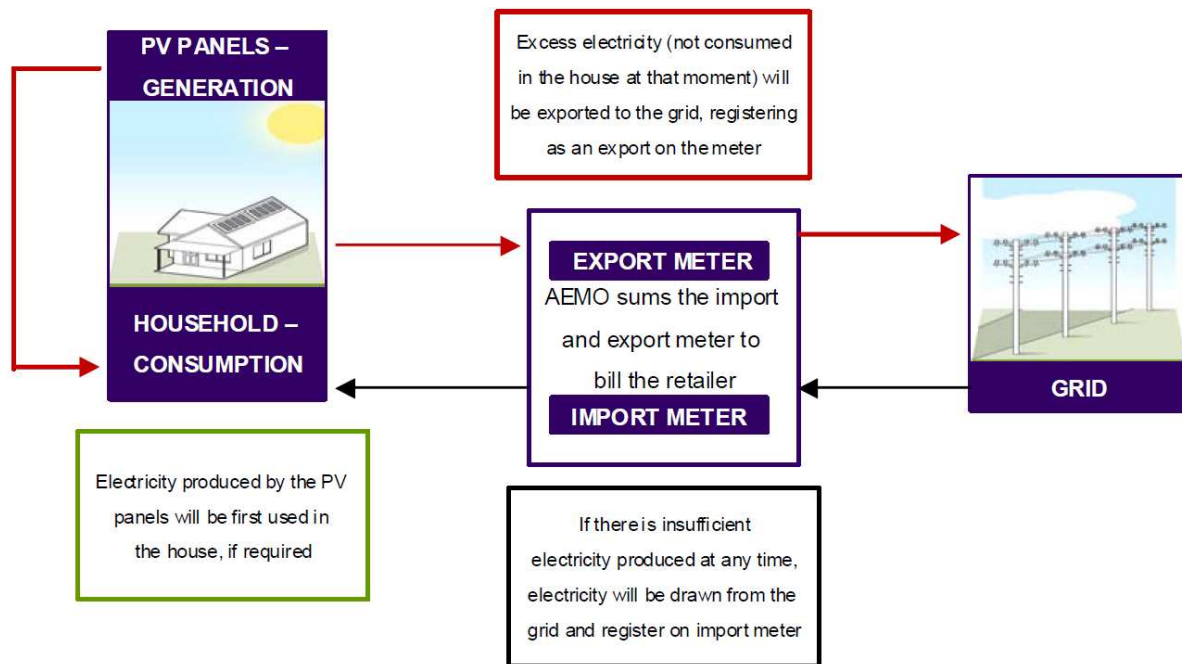 PV PANELS –
GENERATION
HOUSEHOLD –
CONSUMPTION
Electricity produced by the PV
panels will be first used in
the house, if required
Excess electricity (not consumed
in the house at that moment) will
be exported to the grid, registering
as an export on the meter
EXPORT METER
AEMO sums the import
and export meter to
bill the retailer
IMPORT METER
If there is insufficient
electricity produced at any time,
electricity will be drawn from the
grid and register on import meter
GRID